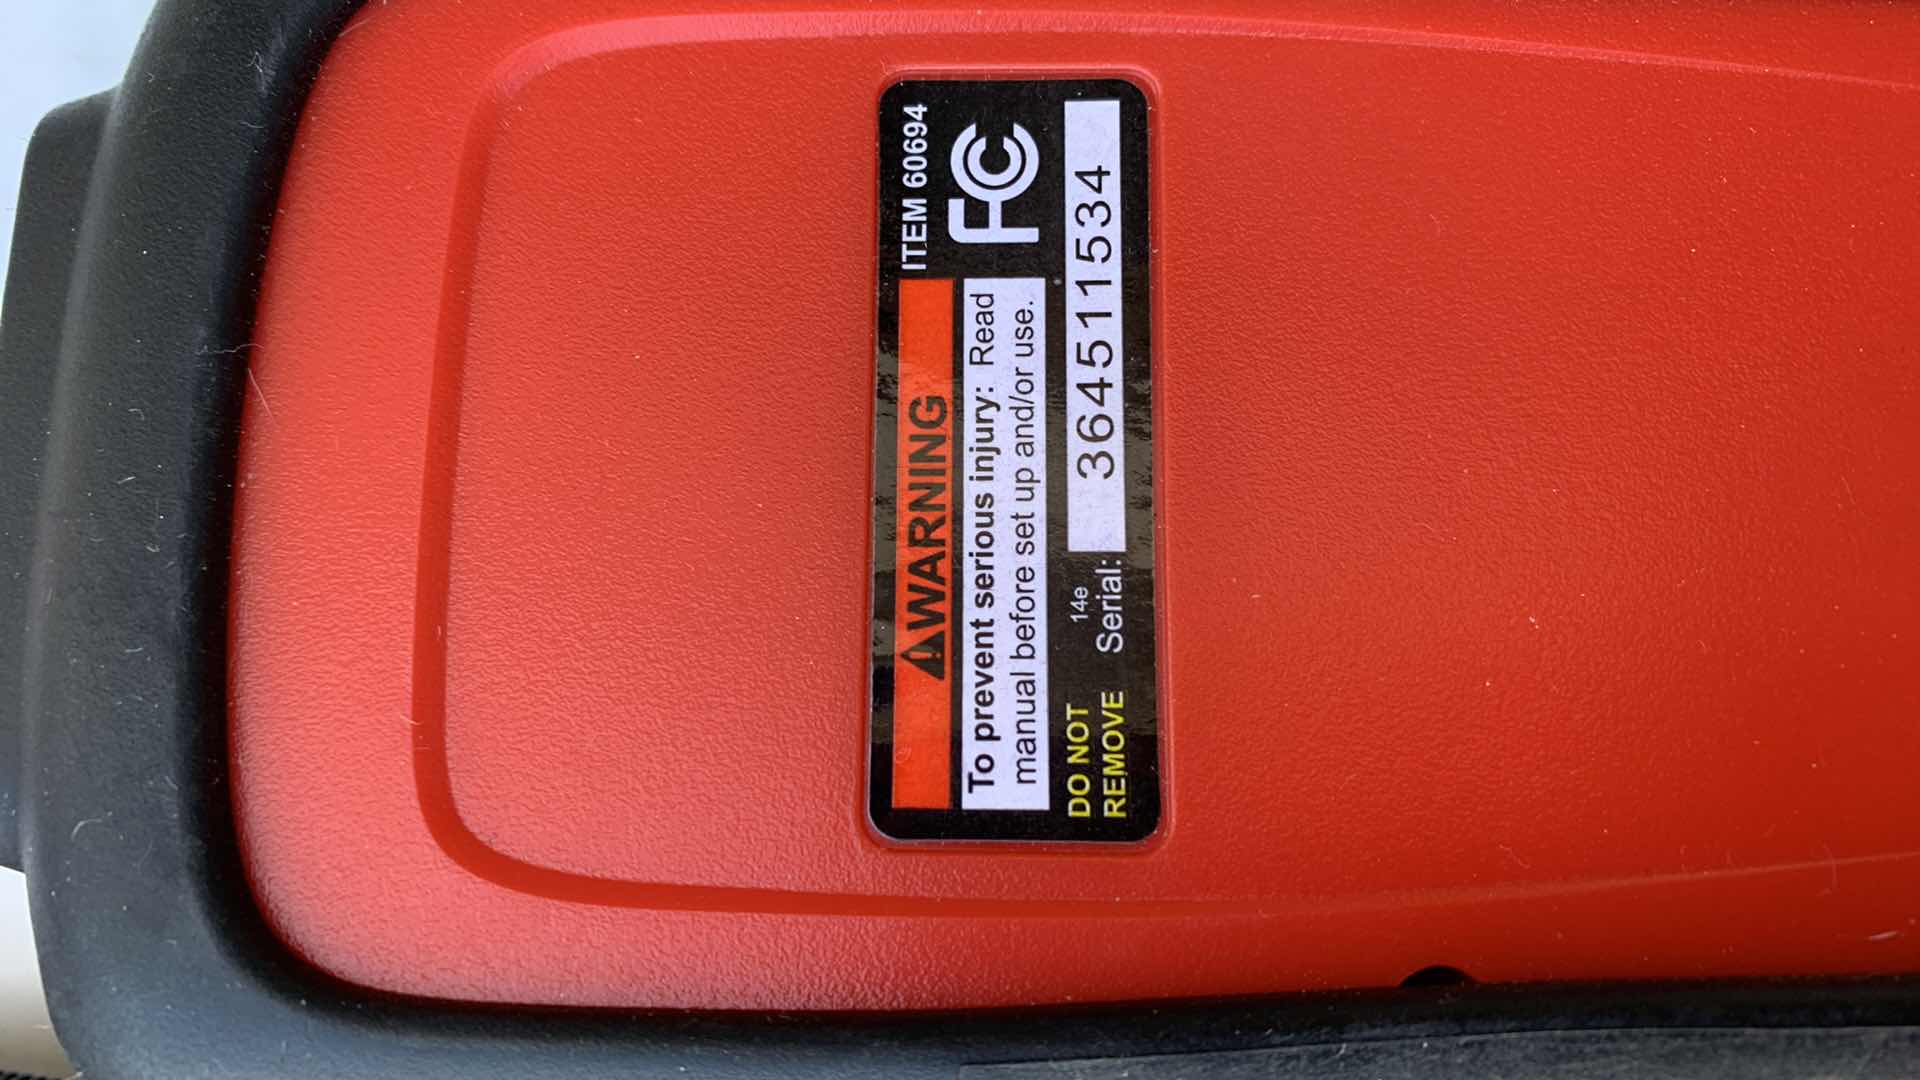 ITEM 60694
FC
⚠WARNING
To prevent serious injury: Read
manual before set up and/or use.
DO NOT
REMOVE
14e
Serial: 364511534